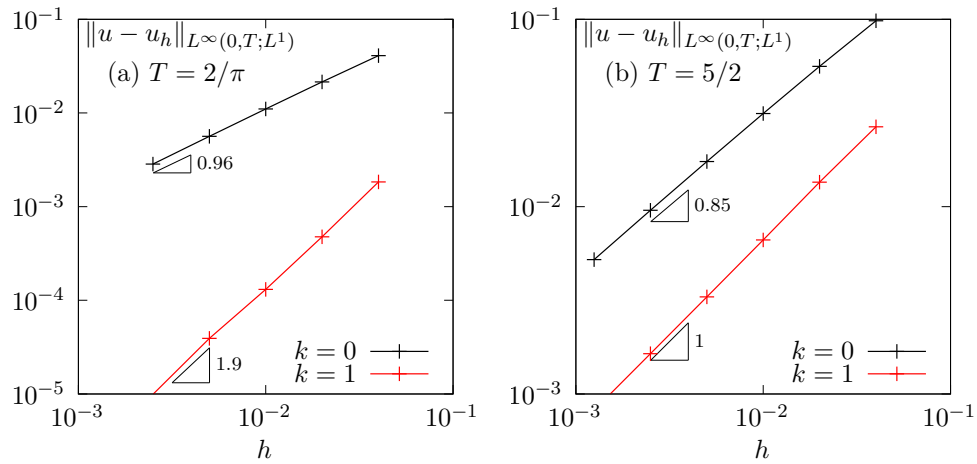 10⁻¹
10⁻²
10⁻³
10⁻⁴
10⁻⁵
‖u − u_h‖_{L^∞(0,T;L¹)}
(a) T = 2/π
0.96
1.9
k = 0
k = 1
10⁻³
10⁻²
10⁻¹
h
10⁻¹
10⁻²
10⁻³
‖u − u_h‖_{L^∞(0,T;L¹)}
(b) T = 5/2
0.85
1
k = 0
k = 1
10⁻³
10⁻²
10⁻¹
h